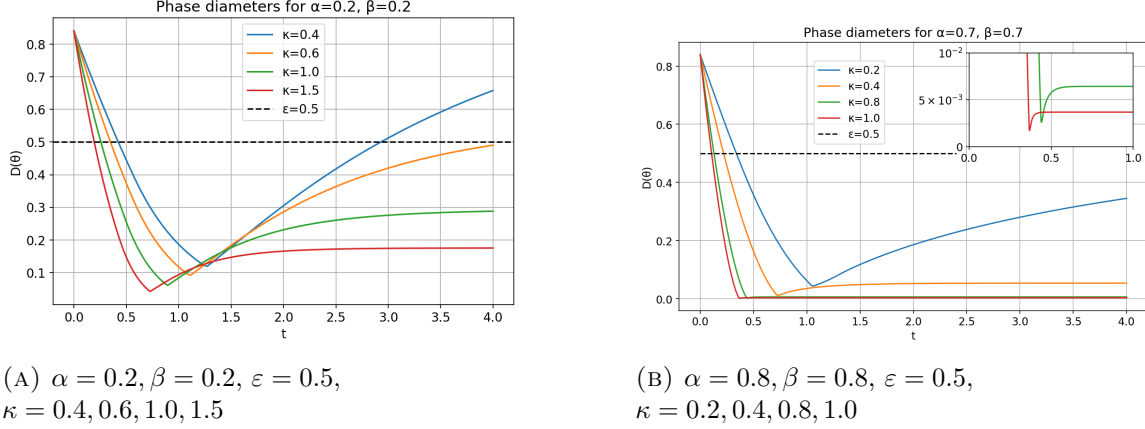 Phase diameters for α=0.2, β=0.2
κ=0.4
κ=0.6
κ=1.0
κ=1.5
ε=0.5
D(θ)
0.8
0.7
0.6
0.5
0.4
0.3
0.2
0.1
0.0 0.5 1.0 1.5 2.0 2.5 3.0 3.5 4.0
t
(A) α = 0.2, β = 0.2, ε = 0.5,
κ = 0.4, 0.6, 1.0, 1.5
Phase diameters for α=0.7, β=0.7
κ=0.2
κ=0.4
κ=0.8
κ=1.0
ε=0.5
10⁻²
5 × 10⁻³
0
0.0 0.5 1.0
D(θ)
0.8
0.6
0.4
0.2
0.0
0.0 0.5 1.0 1.5 2.0 2.5 3.0 3.5 4.0
t
(B) α = 0.8, β = 0.8, ε = 0.5,
κ = 0.2, 0.4, 0.8, 1.0